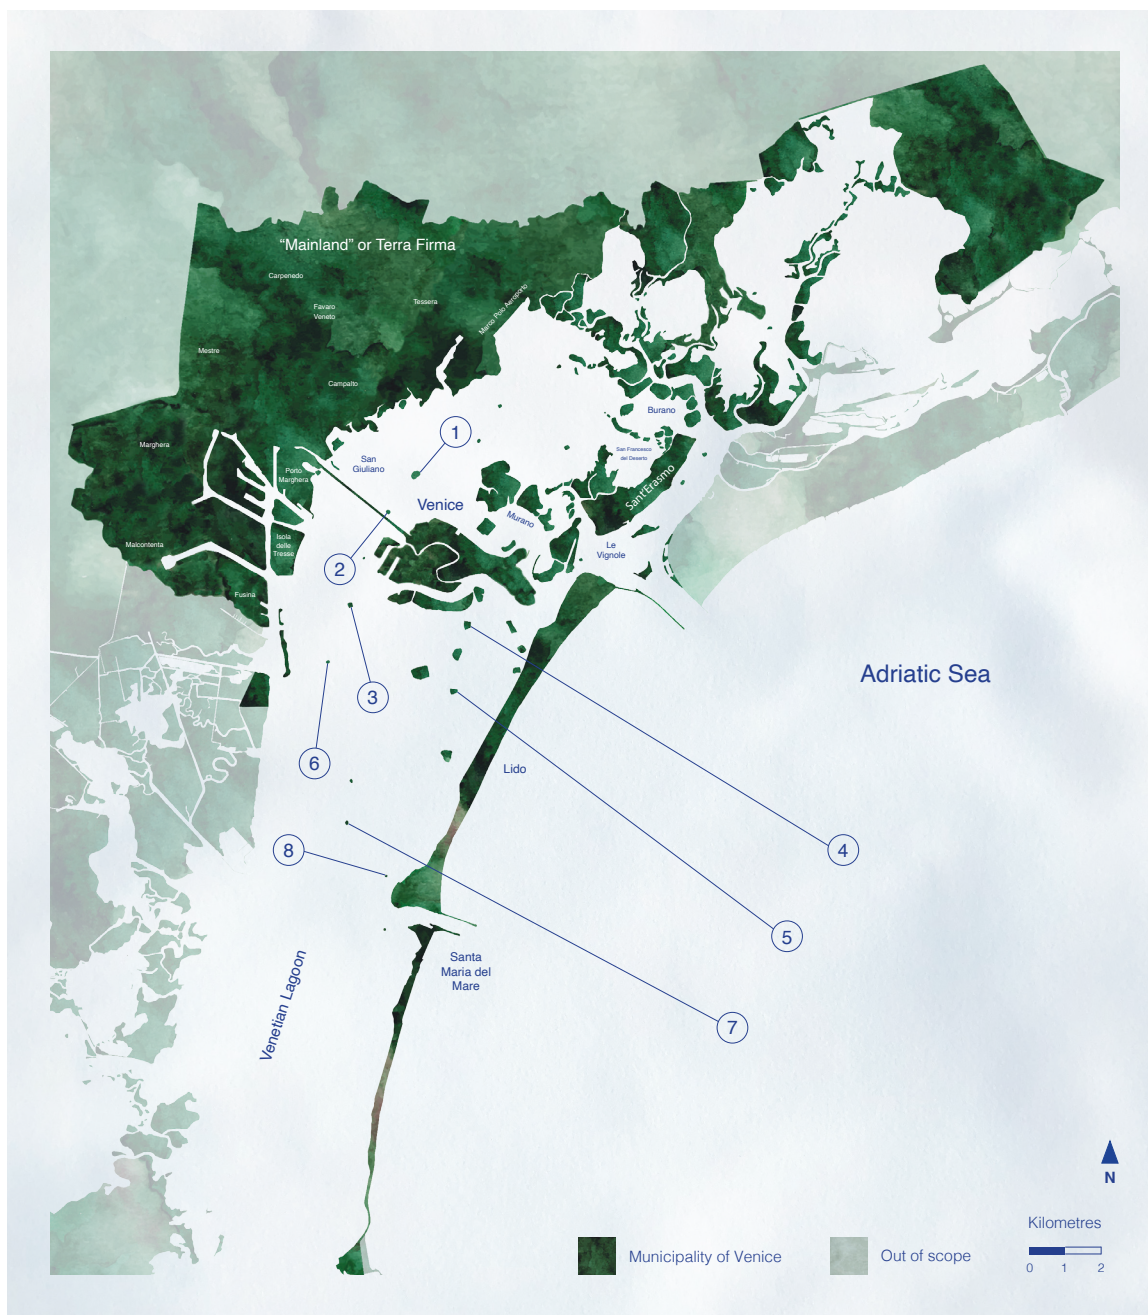 "Mainland" or Terra Firma
Carpenedo
Favaro
Veneto
Tessera
Marco Polo Aeroporto
Mestre
Campalto
Burano
Marghera
San
Giuliano
1
San Francesco
del Deserto
Porto
Marghera
Sant'Erasmo
Venice
Murano
Malcontenta
Isola
delle
Tresse
2
Le
Vignole
Fusina
3
Adriatic Sea
6
Lido
8
4
5
Santa
Maria del
Mare
Venetian Lagoon
7
N
Kilometres
Municipality of Venice
Out of scope
0 1 2